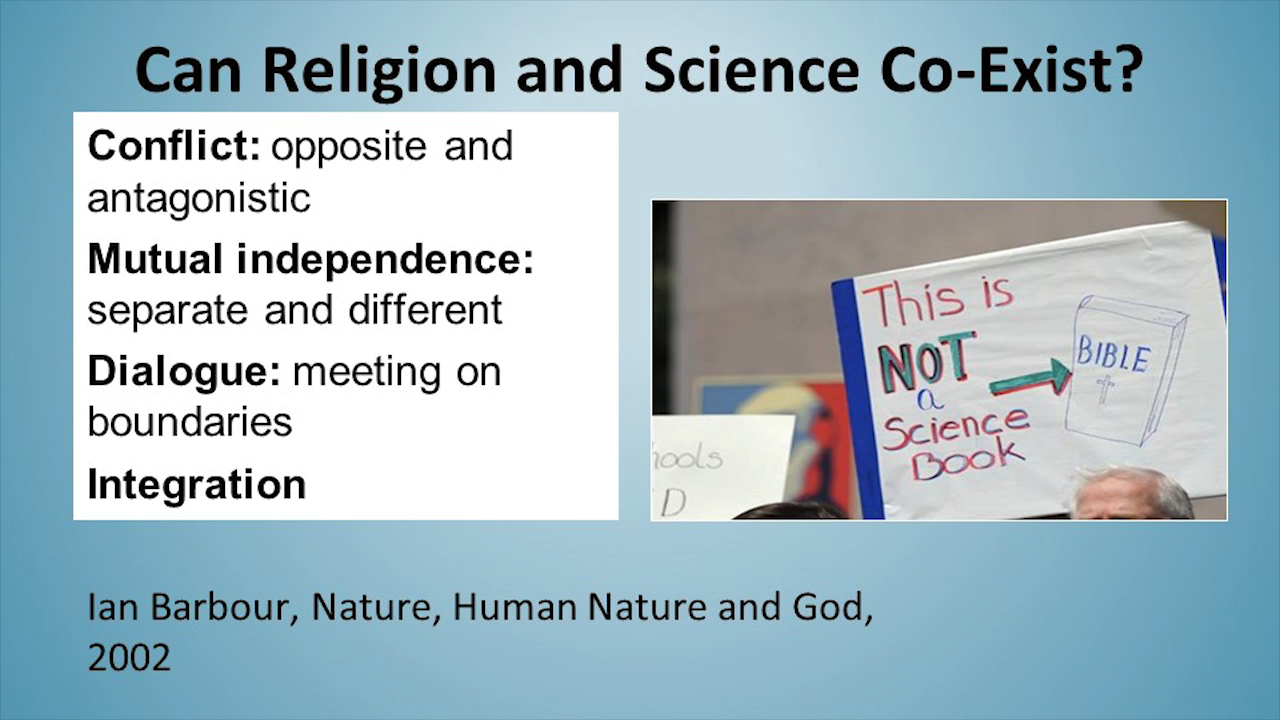 Can Religion and Science Co-Exist?
Conflict: opposite and
antagonistic
Mutual independence:
separate and different
Dialogue: meeting on
boundaries
Integration
This is
NOT
a
Science
Book
BIBLE
hools
D
Ian Barbour, Nature, Human Nature and God,
2002